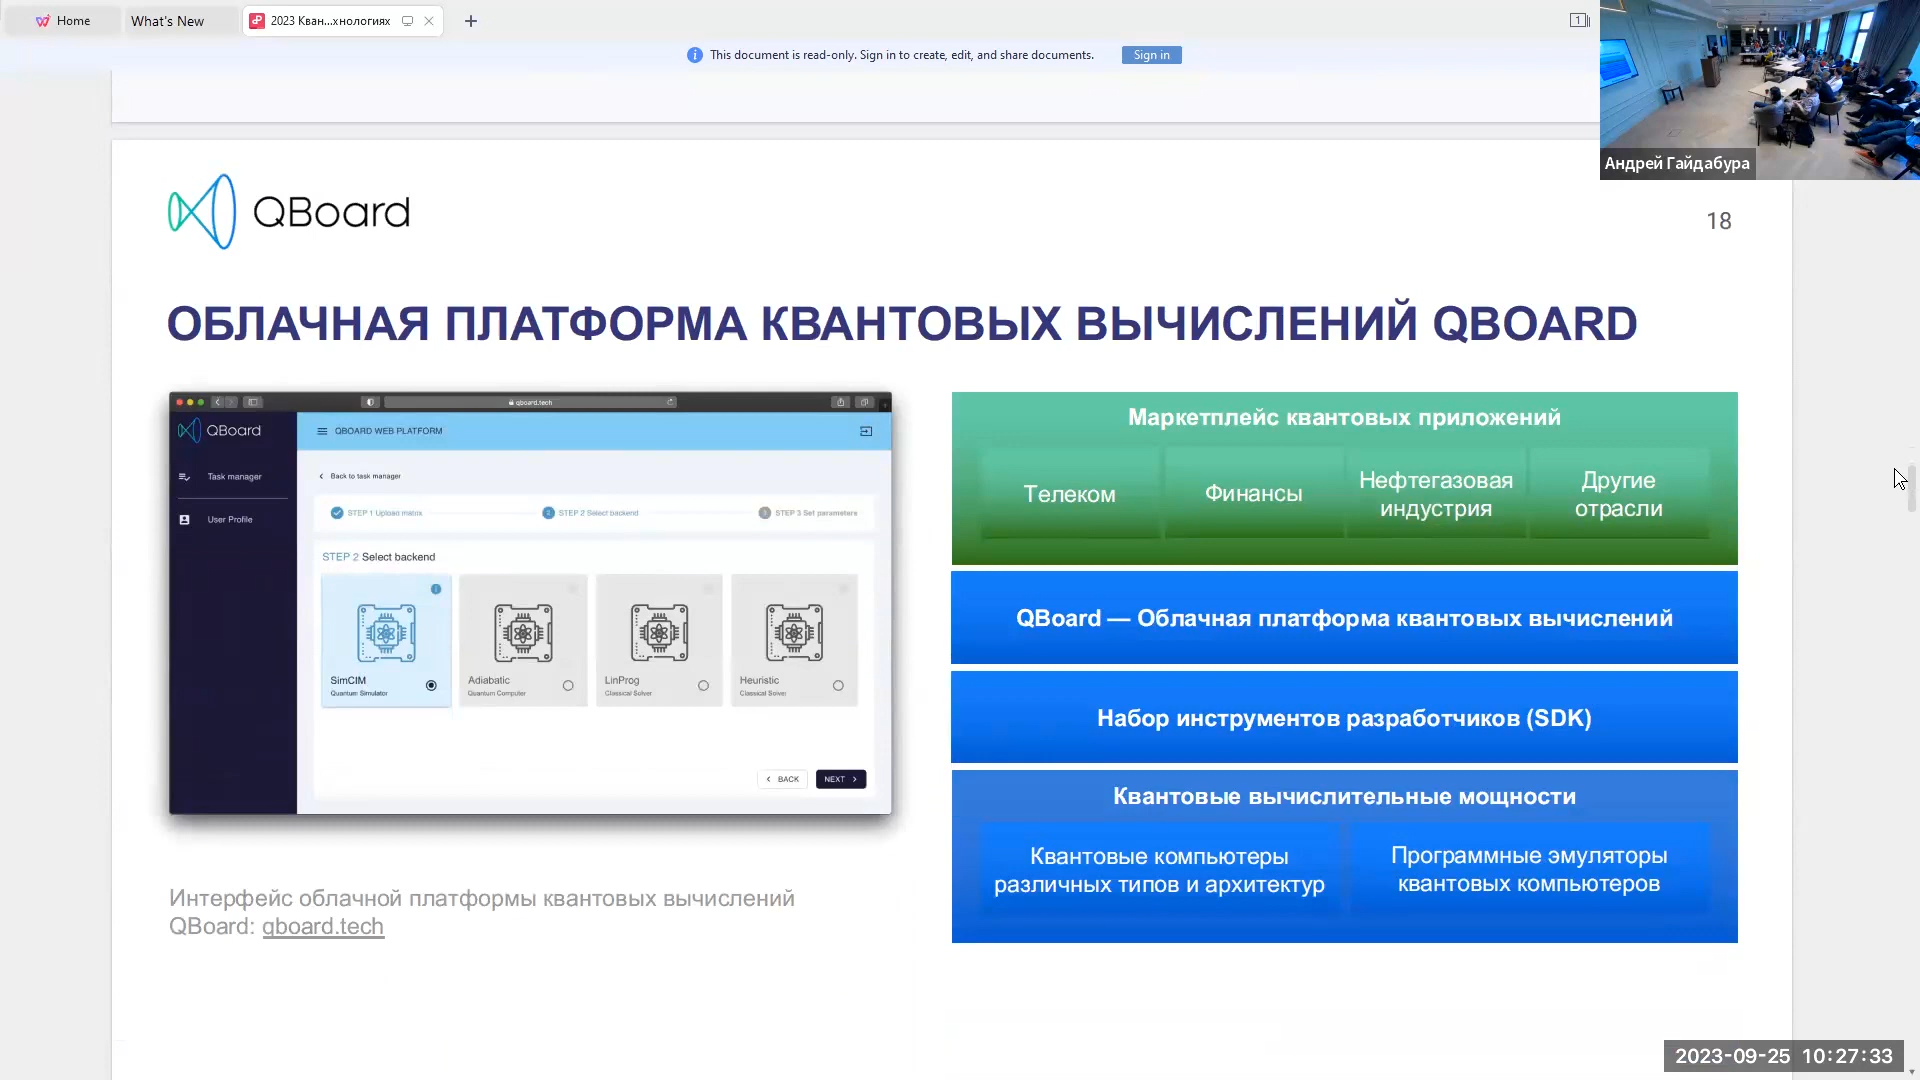 Home
What's New
2023 Кван...хнологиях
1
This document is read-only. Sign in to create, edit, and share documents.
Sign in
Андрей Гайдабура
QBoard
18
ОБЛАЧНАЯ ПЛАТФОРМА КВАНТОВЫХ ВЫЧИСЛЕНИЙ QBOARD
qboard.tech
QBoard
QBOARD WEB PLATFORM
Task manager
User Profile
Back to task manager
STEP 1 Upload matrix
2 STEP 2 Select backend
3 STEP 3 Set parameters
STEP 2 Select backend
SimCIM
Quantum Simulator
Adiabatic
Quantum Computer
LinProg
Classical Solver
Heuristic
Classical Solver
BACK
NEXT
Интерфейс облачной платформы квантовых вычислений
QBoard: qboard.tech
Маркетплейс квантовых приложений
Телеком
Финансы
Нефтегазовая
индустрия
Другие
отрасли
QBoard — Облачная платформа квантовых вычислений
Набор инструментов разработчиков (SDK)
Квантовые вычислительные мощности
Квантовые компьютеры
различных типов и архитектур
Программные эмуляторы
квантовых компьютеров
2023-09-25 10:27:33